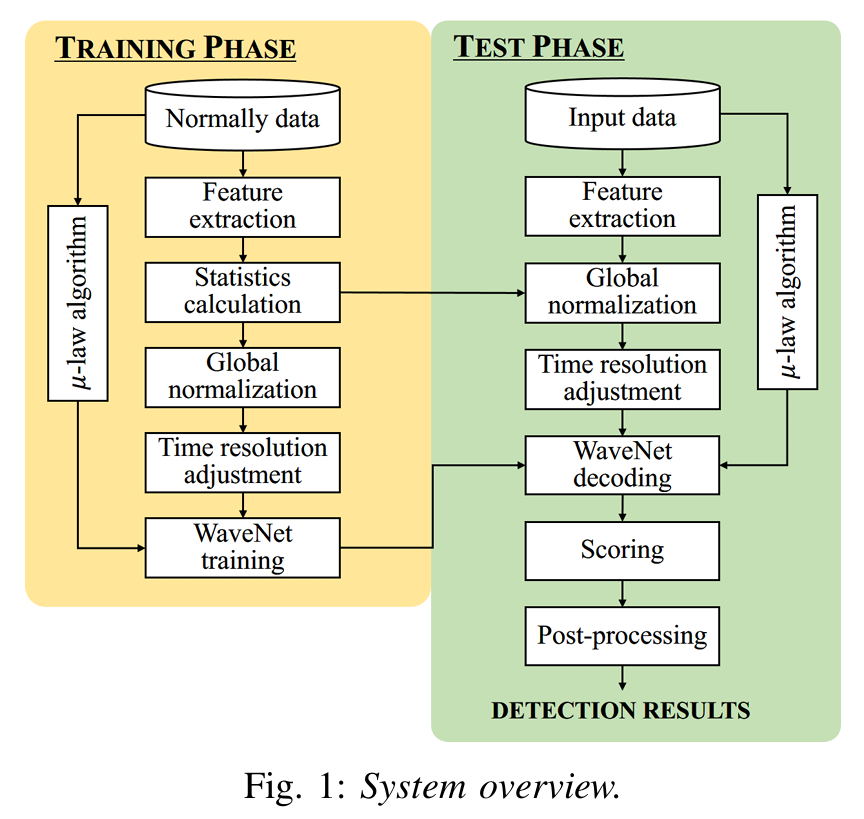 TRAINING PHASE
Normally data
Feature
extraction
Statistics
calculation
Global
normalization
Time resolution
adjustment
WaveNet
training
μ-law algorithm
TEST PHASE
Input data
Feature
extraction
Global
normalization
Time resolution
adjustment
WaveNet
decoding
Scoring
Post-processing
DETECTION RESULTS
μ-law algorithm
Fig. 1: System overview.